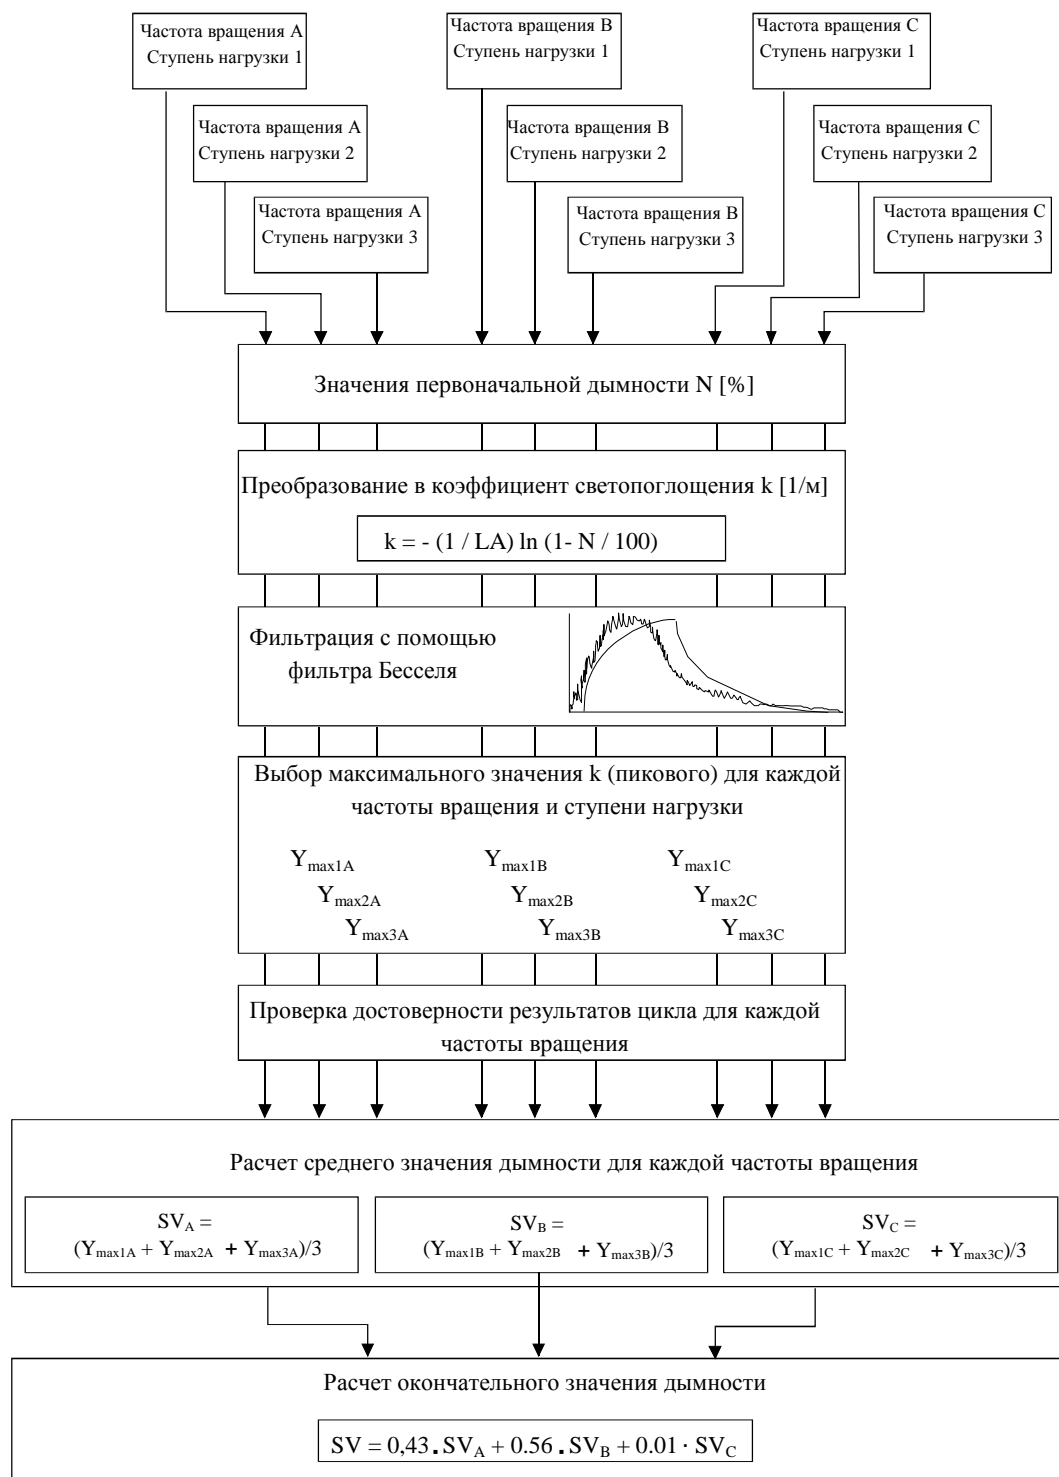 Частота вращения A
Ступень нагрузки 1
Частота вращения B
Ступень нагрузки 1
Частота вращения C
Ступень нагрузки 1
Частота вращения A
Ступень нагрузки 2
Частота вращения B
Ступень нагрузки 2
Частота вращения C
Ступень нагрузки 2
Частота вращения A
Ступень нагрузки 3
Частота вращения B
Ступень нагрузки 3
Частота вращения C
Ступень нагрузки 3
Значения первоначальной дымности N [%]
Преобразование в коэффициент светопоглощения k [1/м]
k = - (1 / LA) ln (1- N / 100)
Фильтрация с помощью
фильтра Бесселя
Выбор максимального значения k (пикового) для каждой
частоты вращения и ступени нагрузки
Ymax1A Ymax1B Ymax1C
Ymax2A Ymax2B Ymax2C
Ymax3A Ymax3B Ymax3C
Проверка достоверности результатов цикла для каждой
частоты вращения
Расчет среднего значения дымности для каждой частоты вращения
SVA =
(Ymax1A + Ymax2A + Ymax3A)/3
SVB =
(Ymax1B + Ymax2B + Ymax3B)/3
SVC =
(Ymax1C + Ymax2C + Ymax3C)/3
Расчет окончательного значения дымности
SV = 0,43 . SVA + 0.56 . SVB + 0.01 · SVC